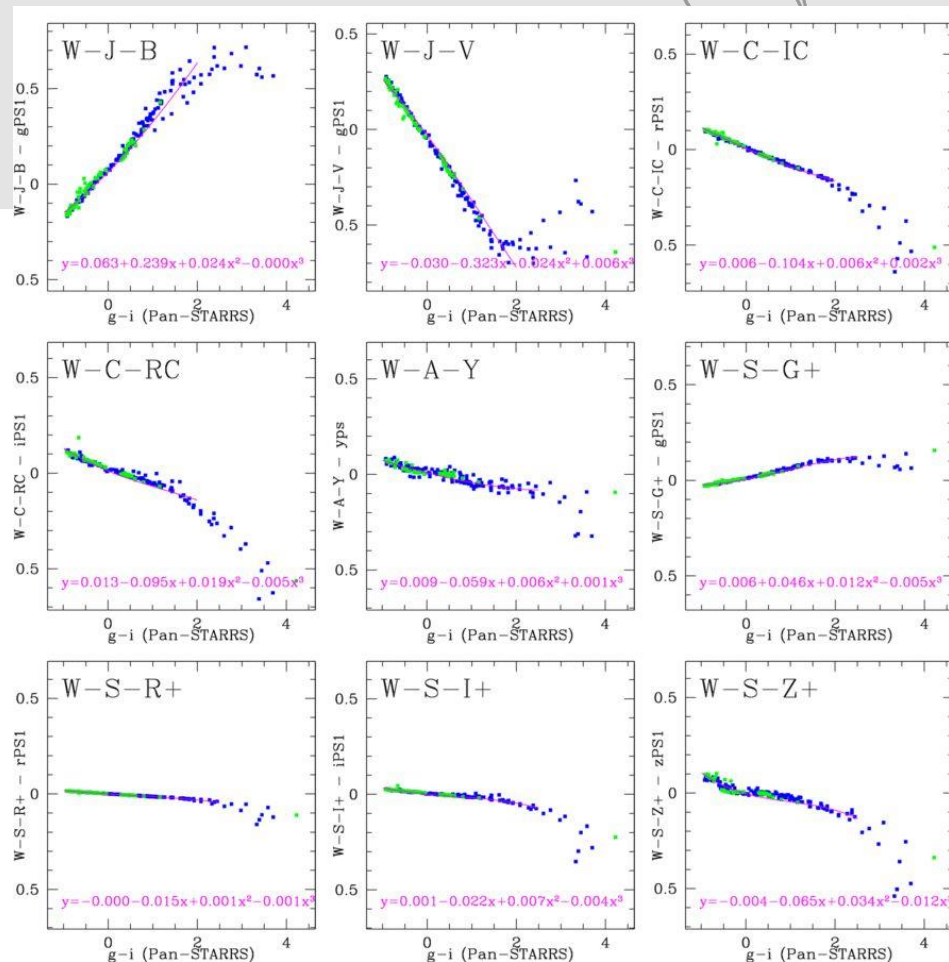 W-J-B
W-J-B - gPS1
0.5
0
0.5
y=0.063+0.239x+0.024x²-0.000x³
0 2 4
g-i (Pan-STARRS)
W-J-V
W-J-V - gPS1
0.5
0
0.5
y=-0.030-0.323x-0.024x²+0.006x³
0 2 4
g-i (Pan-STARRS)
W-C-IC
W-C-IC - rPS1
0.5
0
0.5
y=0.006-0.104x+0.006x²+0.002x³
0 2 4
g-i (Pan-STARRS)
W-C-RC
W-C-RC - iPS1
0.5
0
0.5
y=0.013-0.095x+0.019x²-0.005x³
0 2 4
g-i (Pan-STARRS)
W-A-Y
W-A-Y - yps
0.5
0
0.5
y=0.009-0.059x+0.006x²+0.001x³
0 2 4
g-i (Pan-STARRS)
W-S-G+
W-S-G+ - gPS1
0.5
0
0.5
y=0.006+0.046x+0.012x²-0.005x³
0 2 4
g-i (Pan-STARRS)
W-S-R+
W-S-R+ - rPS1
0.5
0
0.5
y=-0.000-0.015x+0.001x²-0.001x³
0 2 4
g-i (Pan-STARRS)
W-S-I+
W-S-I+ - iPS1
0.5
0
0.5
y=0.001-0.022x+0.007x²-0.004x³
0 2 4
g-i (Pan-STARRS)
W-S-Z+
W-S-Z+ - zPS1
0.5
0
0.5
y=-0.004-0.065x+0.034x²-0.012x³
0 2 4
g-i (Pan-STARRS)